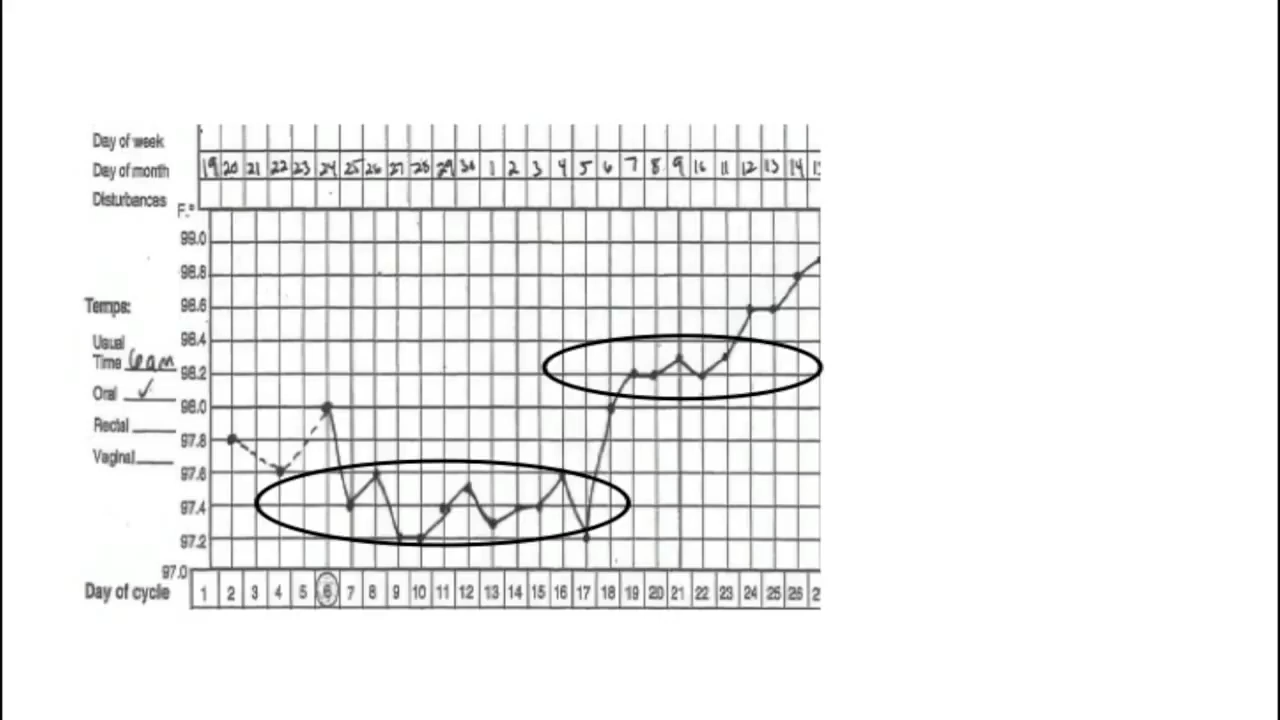 Day of week
Day of month 19 20 21 22 23 24 25 26 27 28 29 30 1 2 3 4 5 6 7 8 9 10 11 12 13 14
Disturbances
F.°
99.0
98.8
Temps: 98.6
Usual 98.4
Time 6am 98.2
Oral ✓ 98.0
Rectal 97.8
Vaginal 97.6
97.4
97.2
97.0
Day of cycle 1 2 3 4 5 6 7 8 9 10 11 12 13 14 15 16 17 18 19 20 21 22 23 24 25 26